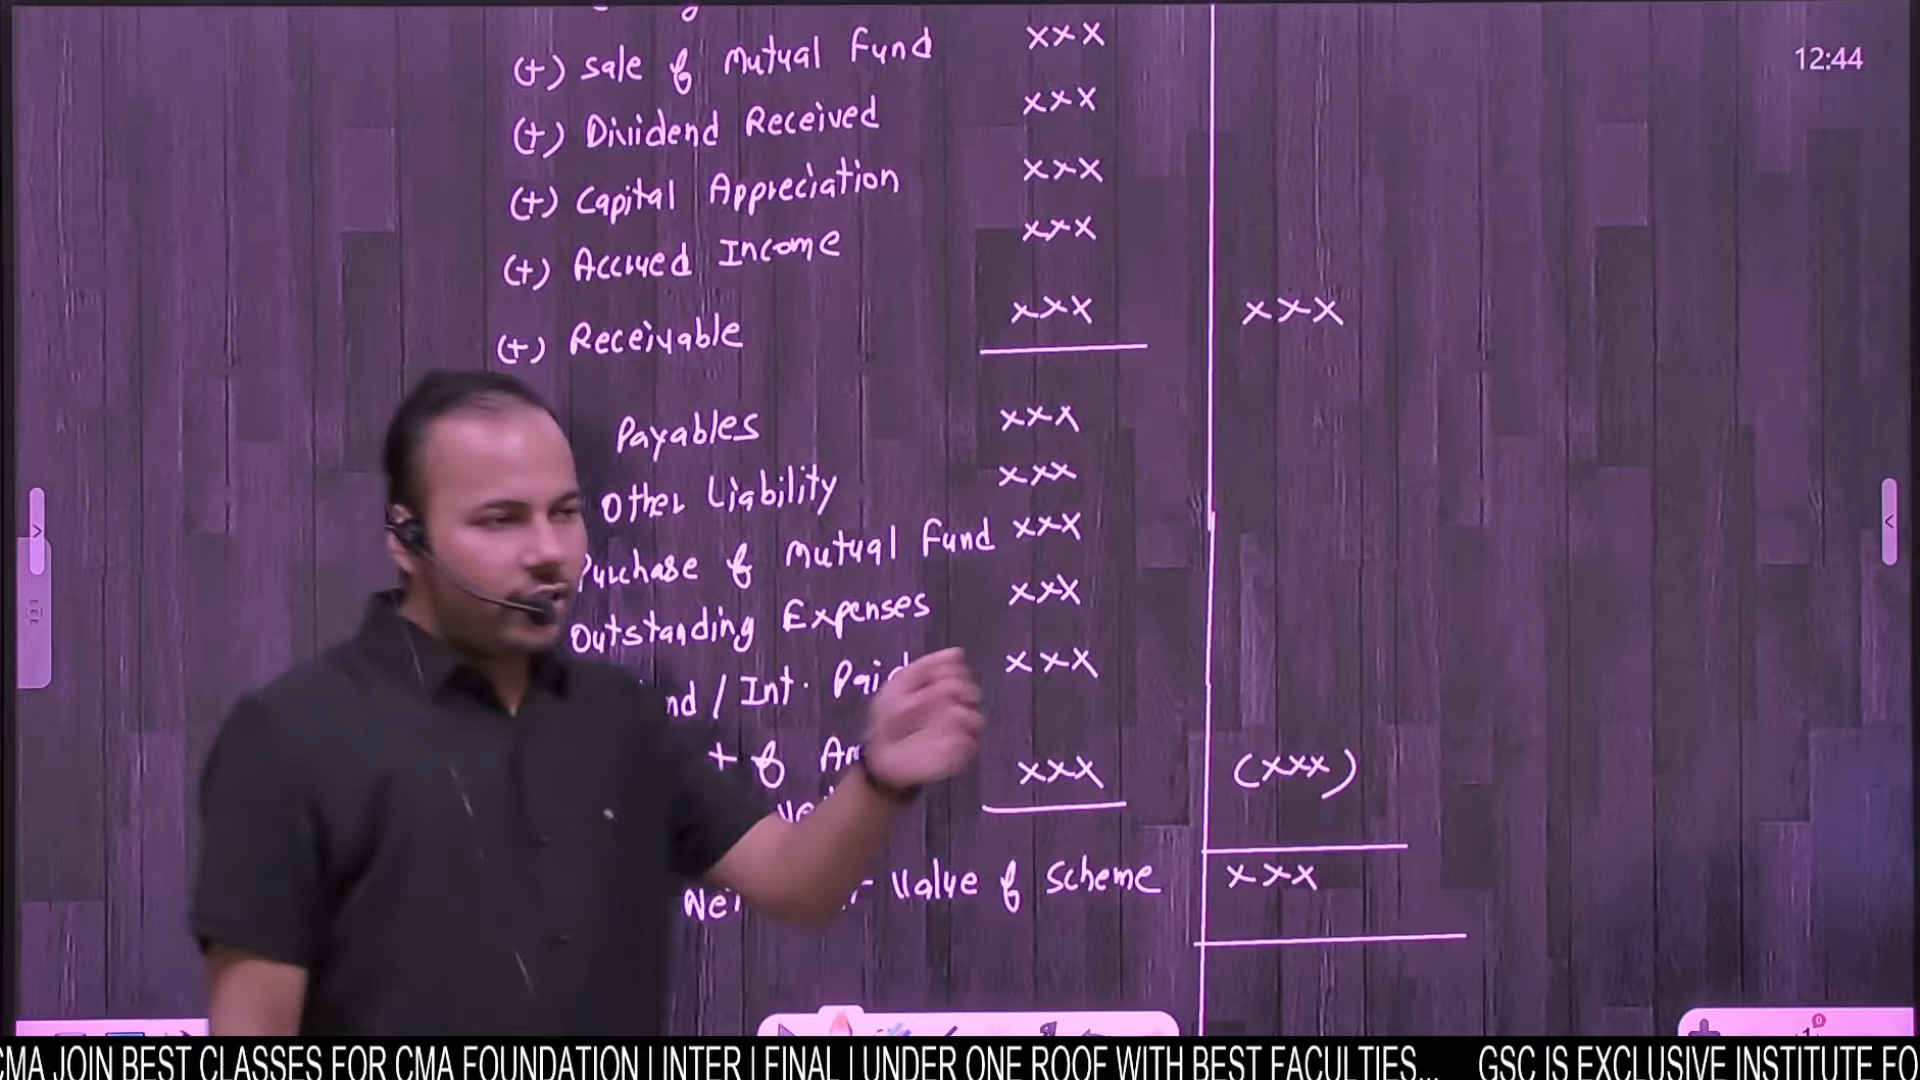 (+) Sale of Mutual Fund xxx
12:44
(+) Dividend Received xxx
(+) Capital Appreciation xxx
(+) Accrued Income xxx
(+) Receivable xxx xxx
Payables xxx
Other Liability xxx
Purchase of Mutual Fund xxx
Outstanding Expenses xxx
/ Int. Paid xxx
of xxx (xxx)
Value of Scheme xxx
CMA JOIN BEST CLASSES FOR CMA FOUNDATION | INTER | FINAL | UNDER ONE ROOF WITH BEST FACULTIES... GSC IS EXCLUSIVE INSTITUTE FO